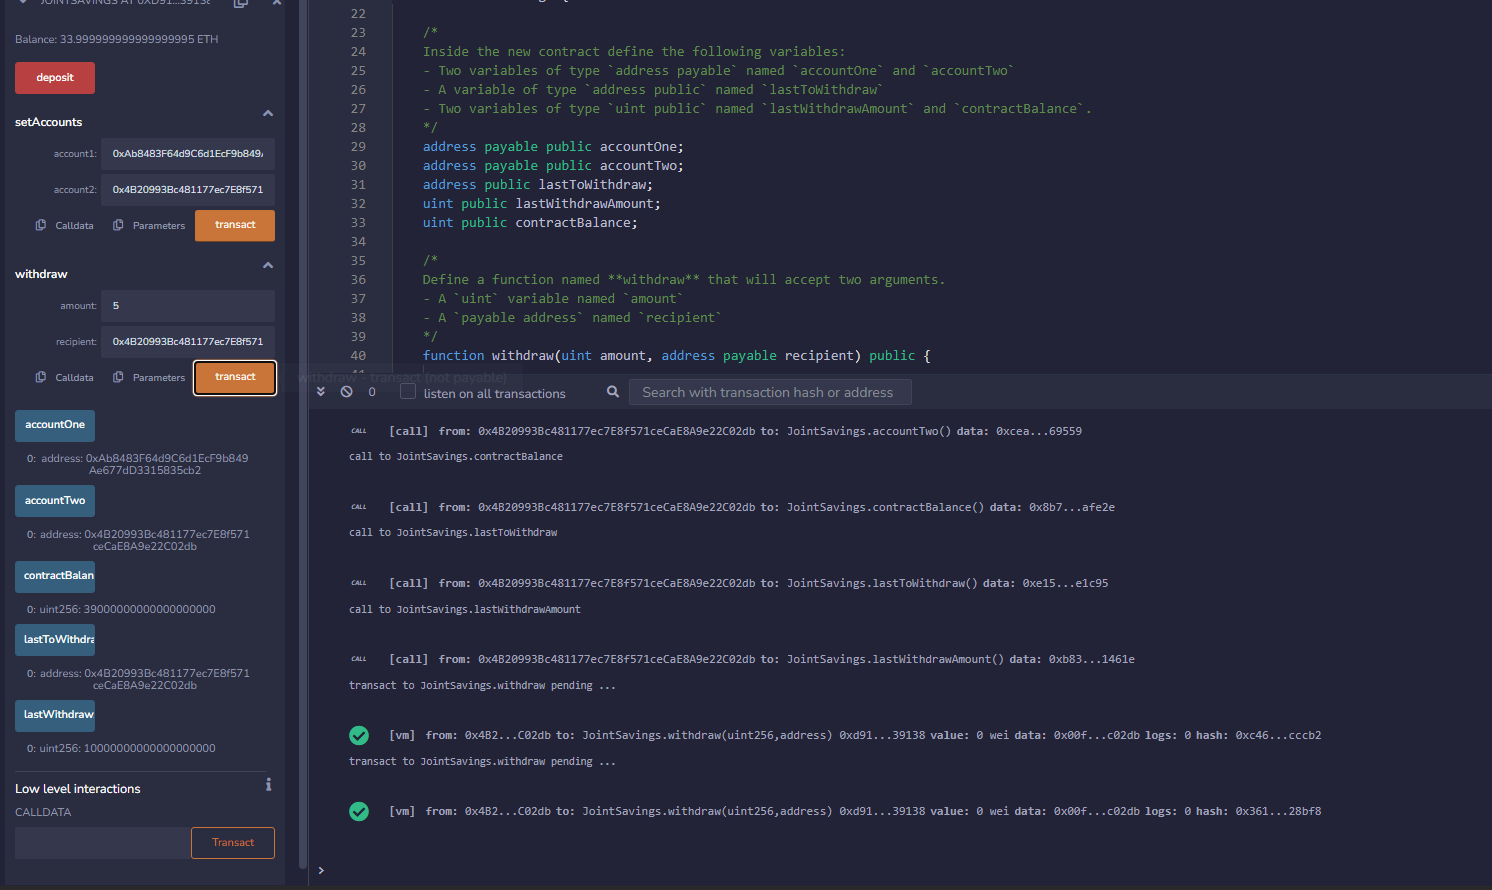 JOINTSAVINGS AT 0XD91...39138
Balance: 33.999999999999999995 ETH
deposit
setAccounts
account1: 0xAb8483F64d9C6d1EcF9b849
account2: 0x4B20993Bc481177ec7E8f571
Calldata Parameters transact
withdraw
amount: 5
recipient: 0x4B20993Bc481177ec7E8f571
Calldata Parameters transact
accountOne
0: address: 0xAb8483F64d9C6d1EcF9b849
Ae677dD3315835cb2
accountTwo
0: address: 0x4B20993Bc481177ec7E8f571
ceCaE8A9e22C02db
contractBalan
0: uint256: 39000000000000000000
lastToWithdra
0: address: 0x4B20993Bc481177ec7E8f571
ceCaE8A9e22C02db
lastWithdraw
0: uint256: 10000000000000000000
Low level interactions i
CALLDATA
Transact
22
23 /*
24 Inside the new contract define the following variables:
25 - Two variables of type `address payable` named `accountOne` and `accountTwo`
26 - A variable of type `address public` named `lastToWithdraw`
27 - Two variables of type `uint public` named `lastWithdrawAmount` and `contractBalance`.
28 */
29 address payable public accountOne;
30 address payable public accountTwo;
31 address public lastToWithdraw;
32 uint public lastWithdrawAmount;
33 uint public contractBalance;
34
35 /*
36 Define a function named **withdraw** that will accept two arguments.
37 - A `uint` variable named `amount`
38 - A `payable address` named `recipient`
39 */
40 function withdraw(uint amount, address payable recipient) public {
withdraw - transact (not payable)
0 listen on all transactions Search with transaction hash or address
CALL [call] from: 0x4B20993Bc481177ec7E8f571ceCaE8A9e22C02db to: JointSavings.accountTwo() data: 0xcea...69559
call to JointSavings.contractBalance
CALL [call] from: 0x4B20993Bc481177ec7E8f571ceCaE8A9e22C02db to: JointSavings.contractBalance() data: 0x8b7...afe2e
call to JointSavings.lastToWithdraw
CALL [call] from: 0x4B20993Bc481177ec7E8f571ceCaE8A9e22C02db to: JointSavings.lastToWithdraw() data: 0xe15...e1c95
call to JointSavings.lastWithdrawAmount
CALL [call] from: 0x4B20993Bc481177ec7E8f571ceCaE8A9e22C02db to: JointSavings.lastWithdrawAmount() data: 0xb83...1461e
transact to JointSavings.withdraw pending ...
[vm] from: 0x4B2...C02db to: JointSavings.withdraw(uint256,address) 0xd91...39138 value: 0 wei data: 0x00f...c02db logs: 0 hash: 0xc46...cccb2
transact to JointSavings.withdraw pending ...
[vm] from: 0x4B2...C02db to: JointSavings.withdraw(uint256,address) 0xd91...39138 value: 0 wei data: 0x00f...c02db logs: 0 hash: 0x361...28bf8
>